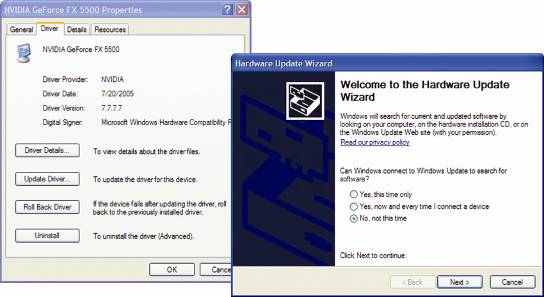 NVIDIA GeForce FX 5500 Properties
General Driver Details Resources
NVIDIA GeForce FX 5500
Driver Provider: NVIDIA
Driver Date: 7/20/2005
Driver Version: 7.7.7.7
Digital Signer: Microsoft Windows Hardware Compatibility P
Driver Details... To view details about the driver files.
Update Driver... To update the driver for this device.
Roll Back Driver If the device fails after updating the driver, roll
back to the previously installed driver.
Uninstall To uninstall the driver (Advanced).
OK Cance
Hardware Update Wizard
Welcome to the Hardware Update
Wizard
Windows will search for current and updated software by
looking on your computer, on the hardware installation CD, or on
the Windows Update Web site (with your permission).
Read our privacy policy
Can Windows connect to Windows Update to search for
software?
Yes, this time only
Yes, now and every time I connect a device
No, not this time
Click Next to continue.
< Back Next > Cancel